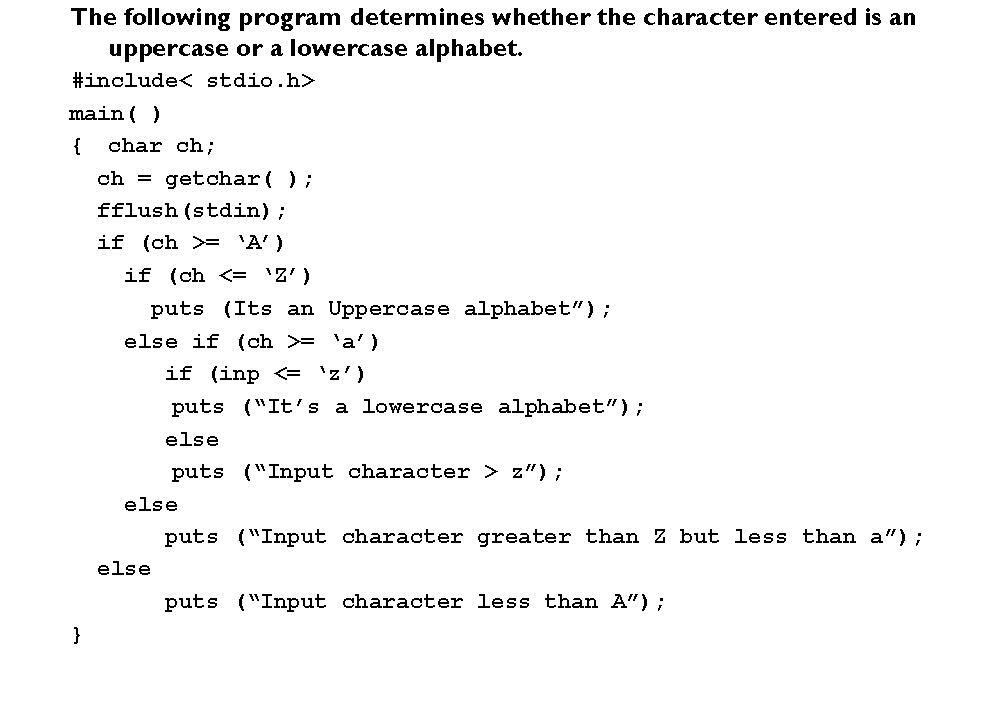 The following program determines whether the character entered is an
uppercase or a lowercase alphabet.
#include< stdio.h>
main( )
{ char ch;
ch = getchar( );
fflush(stdin);
if (ch >= ‘A’)
if (ch <= ‘Z’)
puts (Its an Uppercase alphabet”);
else if (ch >= ‘a’)
if (inp <= ‘z’)
puts (“It’s a lowercase alphabet”);
else
puts (“Input character > z”);
else
puts (“Input character greater than Z but less than a”);
else
puts (“Input character less than A”);
}